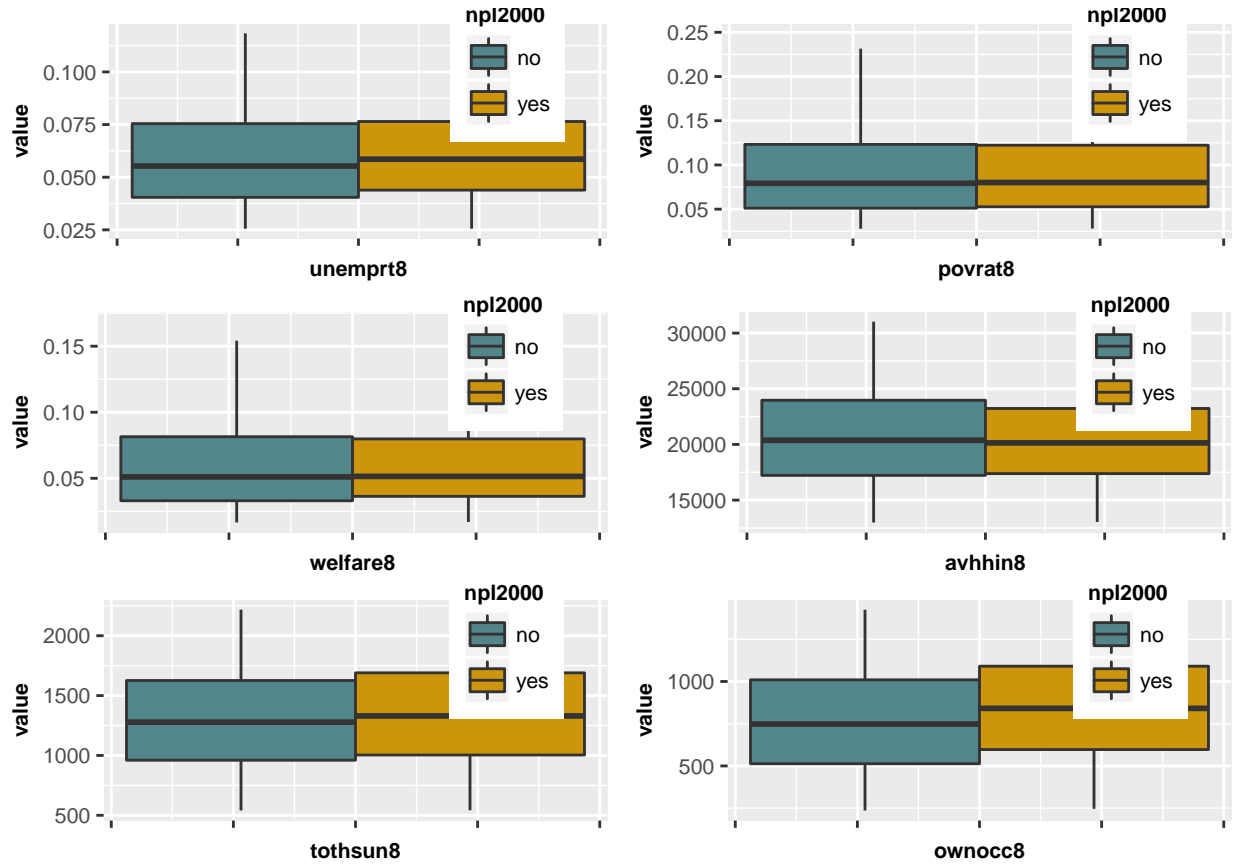 npl2000
no
yes
value
0.100
0.075
0.050
0.025
unemprt8
npl2000
no
yes
value
0.25
0.20
0.15
0.10
0.05
povrat8
npl2000
no
yes
value
0.15
0.10
0.05
welfare8
npl2000
no
yes
value
30000
25000
20000
15000
avhhin8
npl2000
no
yes
value
2000
1500
1000
500
tothsun8
npl2000
no
yes
value
1000
500
ownocc8